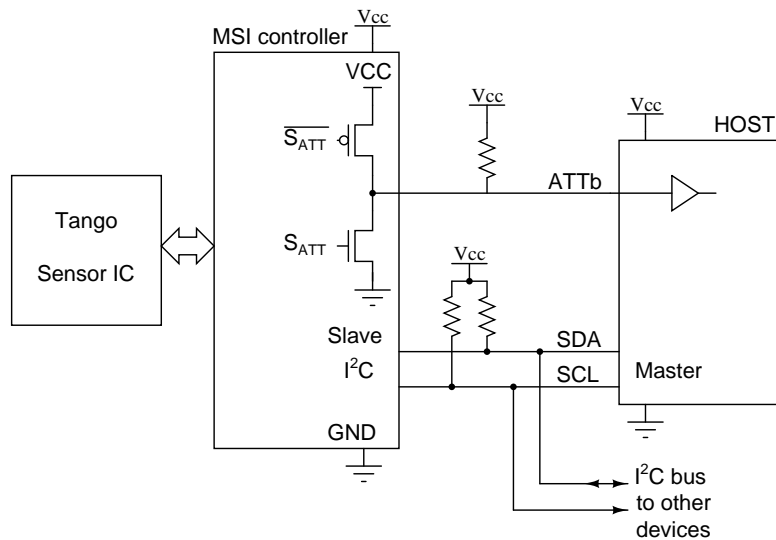 Vcc
MSI controller
VCC
Vcc
Vcc
HOST
S_ATT
ATTb
Tango
Sensor IC
S_ATT
Vcc
Slave
I²C
SDA
SCL
Master
GND
I²C bus
to other
devices